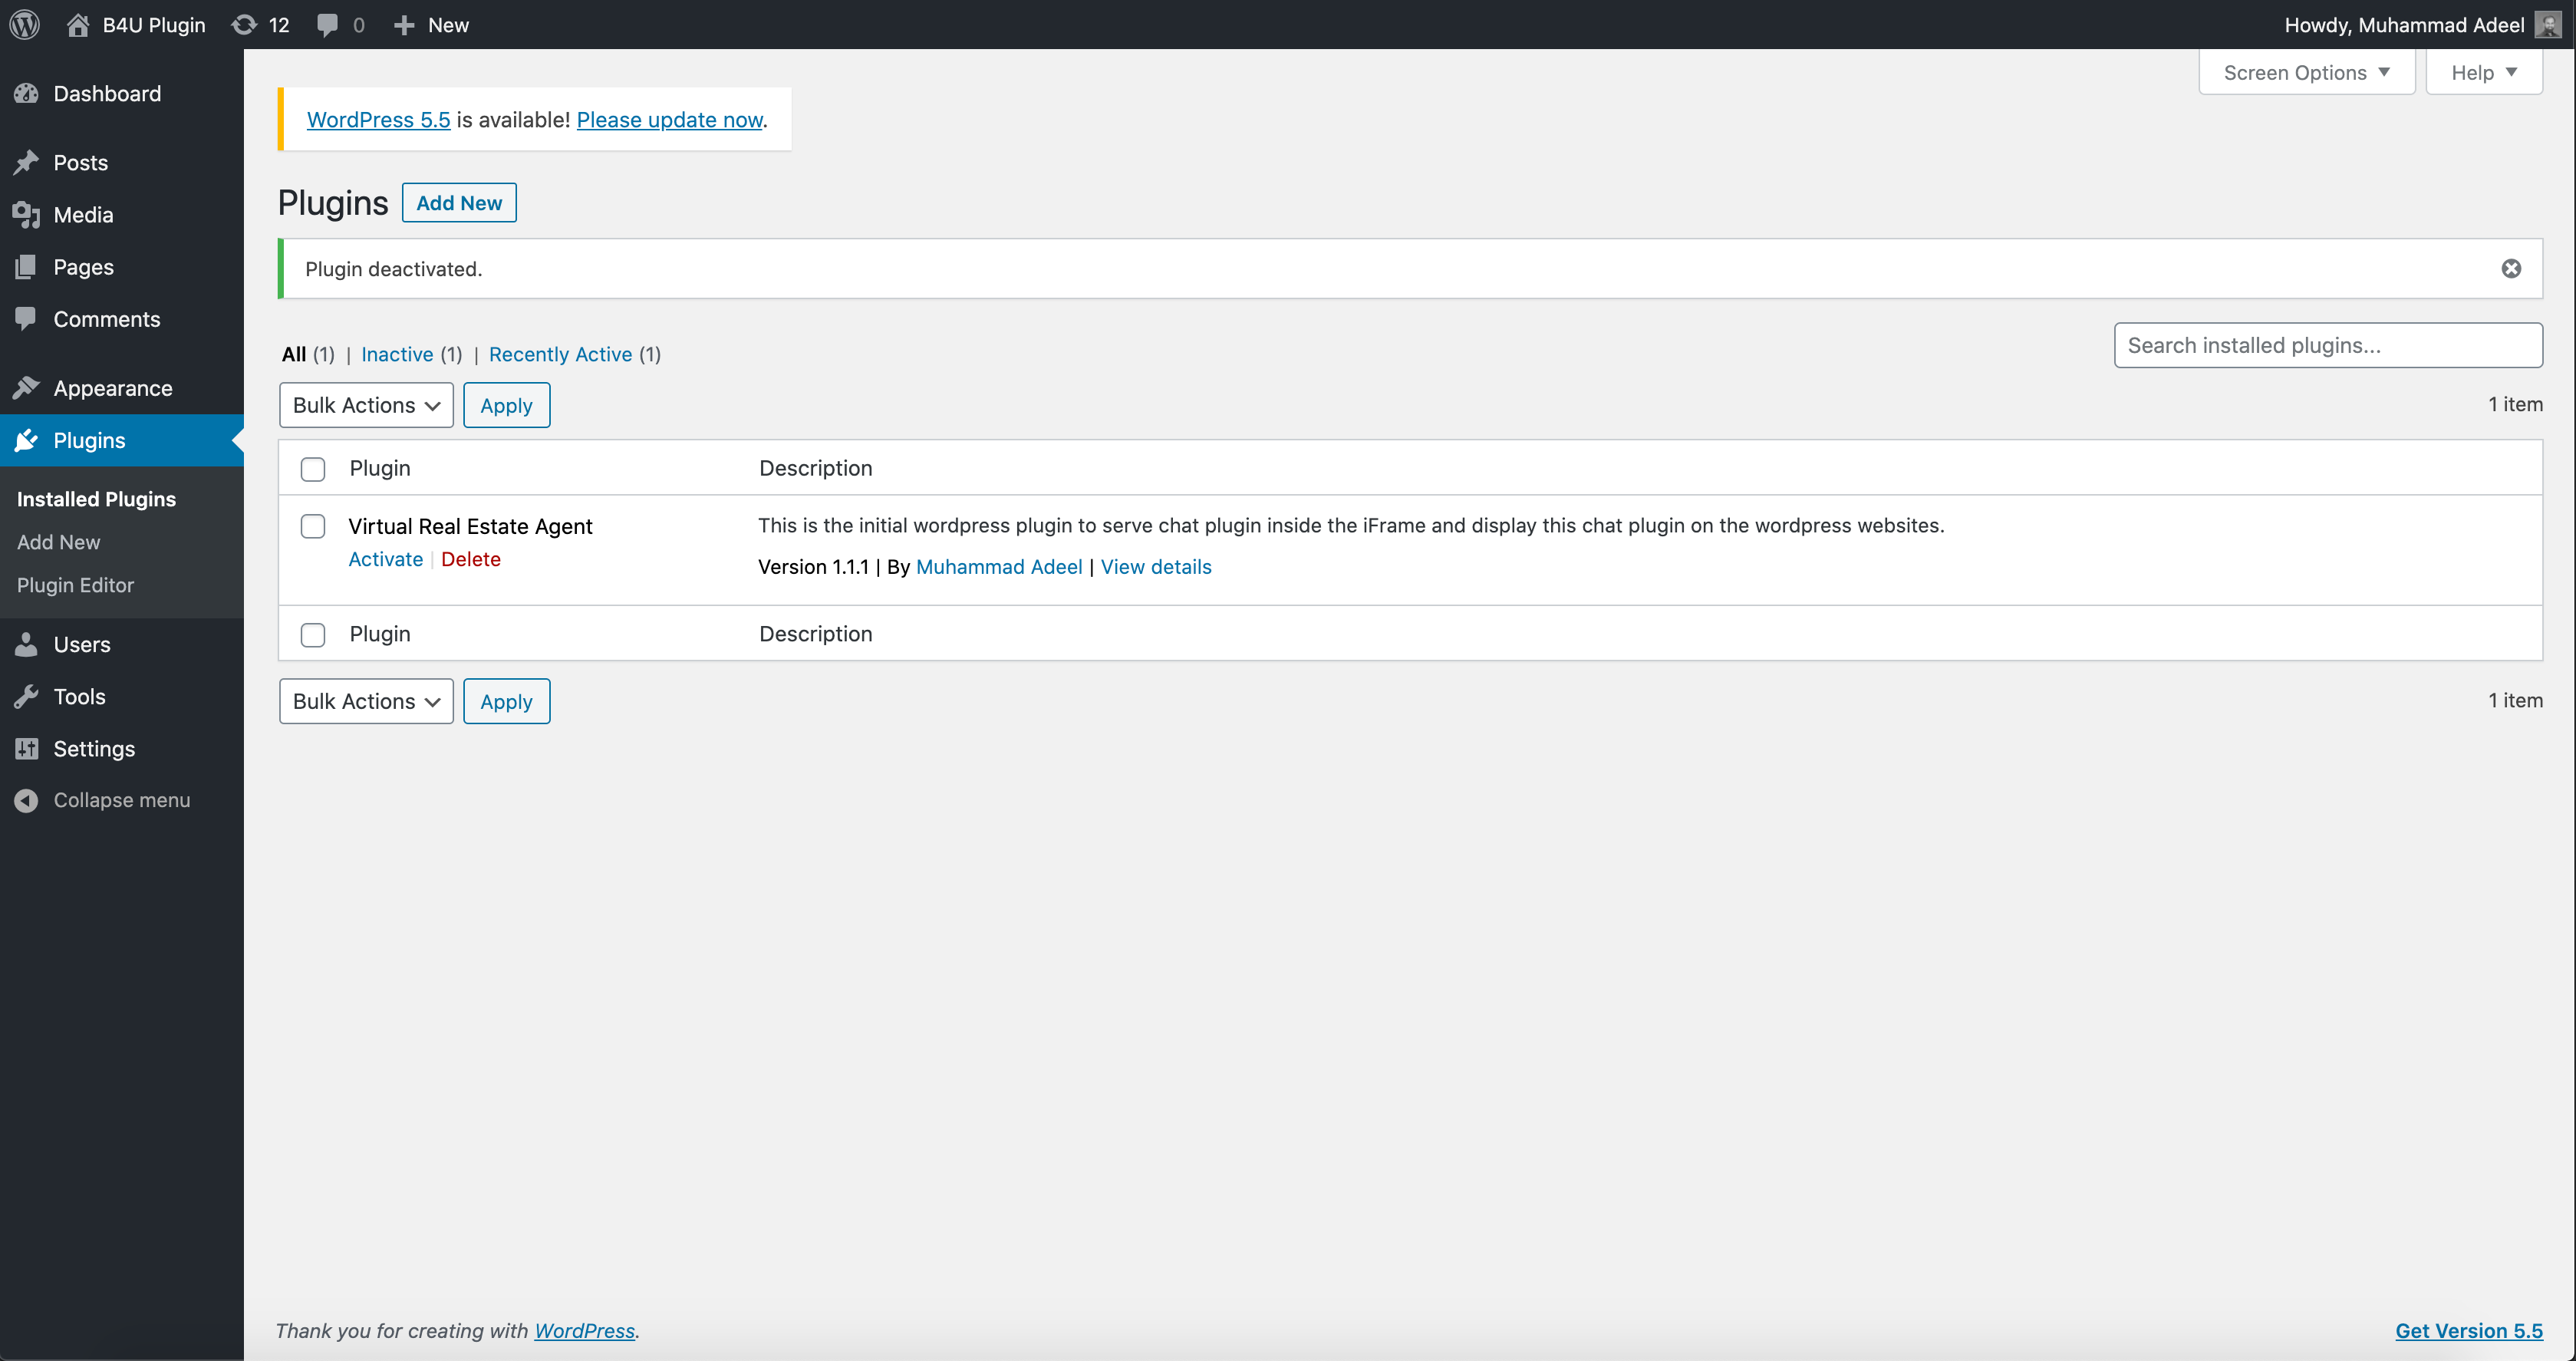 B4U Plugin 12 0 New Howdy, Muhammad Adeel
Screen Options Help
Dashboard
Posts
Media
Pages
Comments
Appearance
Plugins
Installed Plugins
Add New
Plugin Editor
Users
Tools
Settings
Collapse menu
WordPress 5.5 is available! Please update now.
Plugins Add New
Plugin deactivated.
All (1) | Inactive (1) | Recently Active (1)
Search installed plugins...
Bulk Actions Apply 1 item
Plugin Description
Virtual Real Estate Agent This is the initial wordpress plugin to serve chat plugin inside the iFrame and display this chat plugin on the wordpress websites.
Activate | Delete Version 1.1.1 | By Muhammad Adeel | View details
Plugin Description
Bulk Actions Apply 1 item
Thank you for creating with WordPress. Get Version 5.5